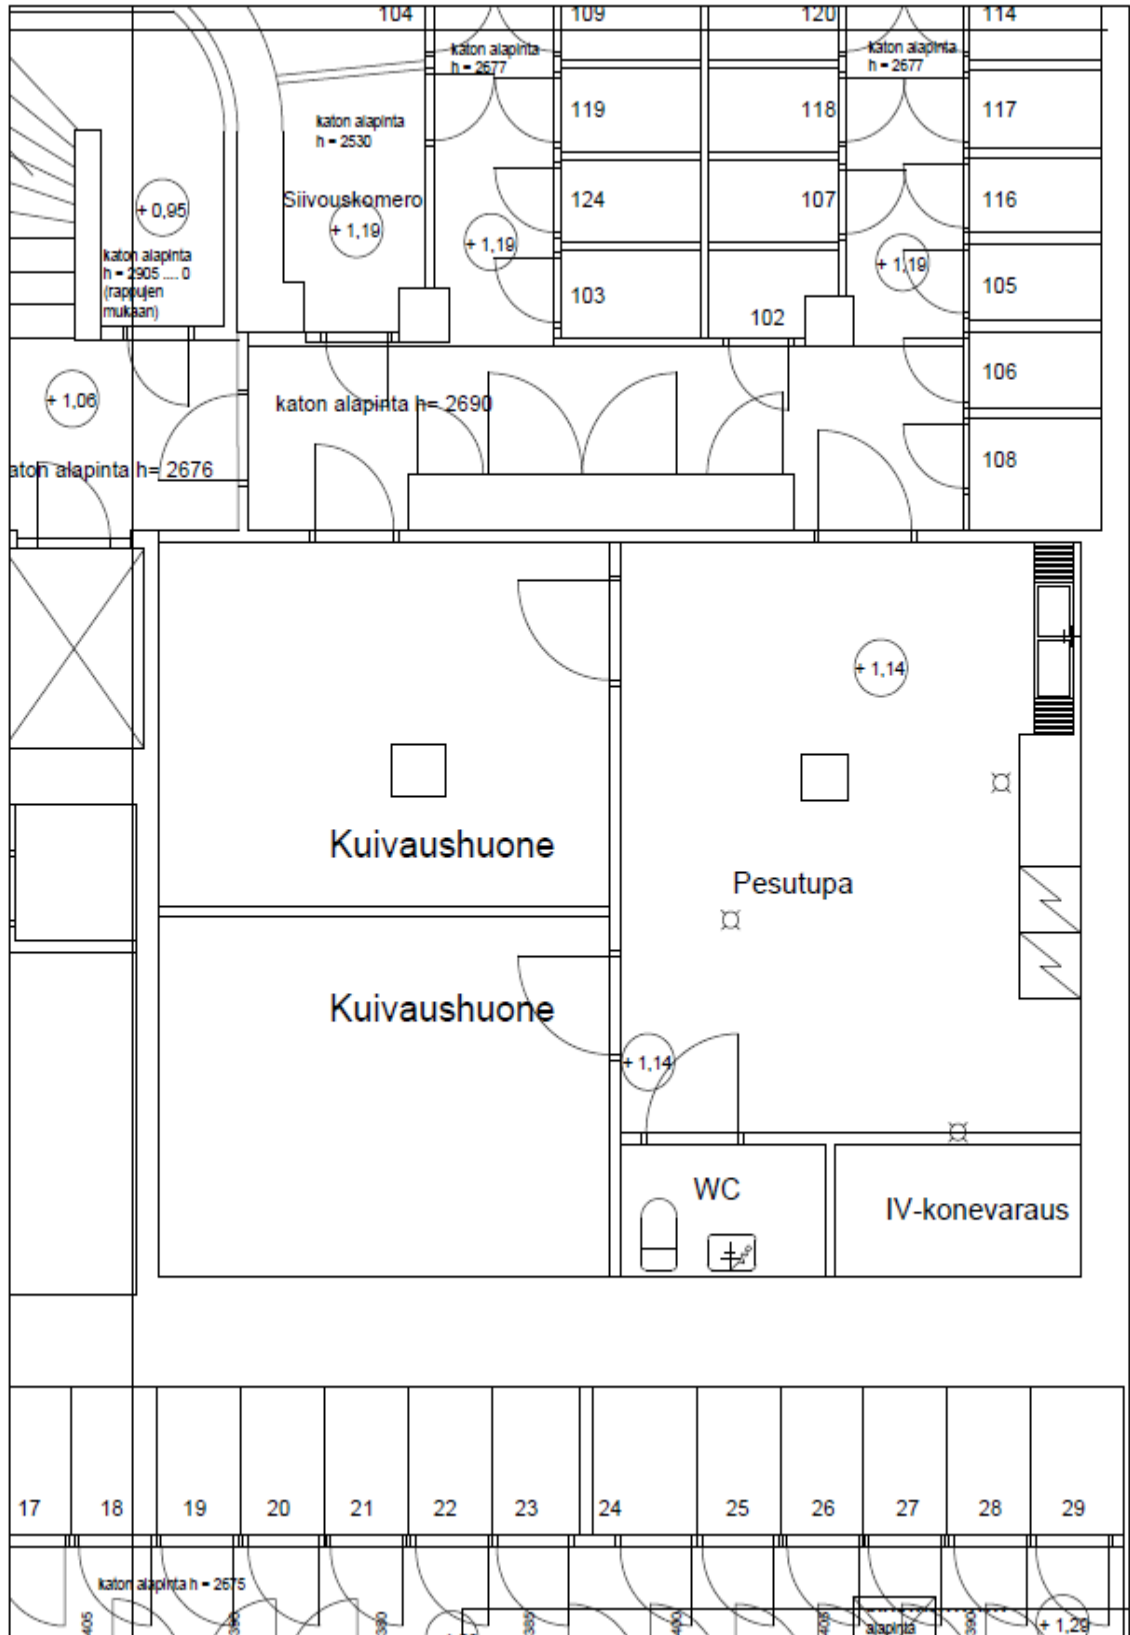 104
109
120
114
katon alapinta
h = 2677
katon alapinta
h = 2677
119
118
117
katon alapinta
h = 2530
Siivouskomero
124
107
116
+ 0,95
+ 1,19
+ 1,19
+ 1,19
katon alapinta
h = 2905 .... 0
(rappujen
mukaan)
103
102
105
106
+ 1,06
katon alapinta h= 2690
108
aton alapinta h= 2676
+ 1,14
Kuivaushuone
Pesutupa
Kuivaushuone
+ 1,14
WC
IV-konevaraus
17
18
19
20
21
22
23
24
25
26
27
28
29
katon alapinta h = 2675
405
380
385
400
405
390
alapinta
+ 1,29